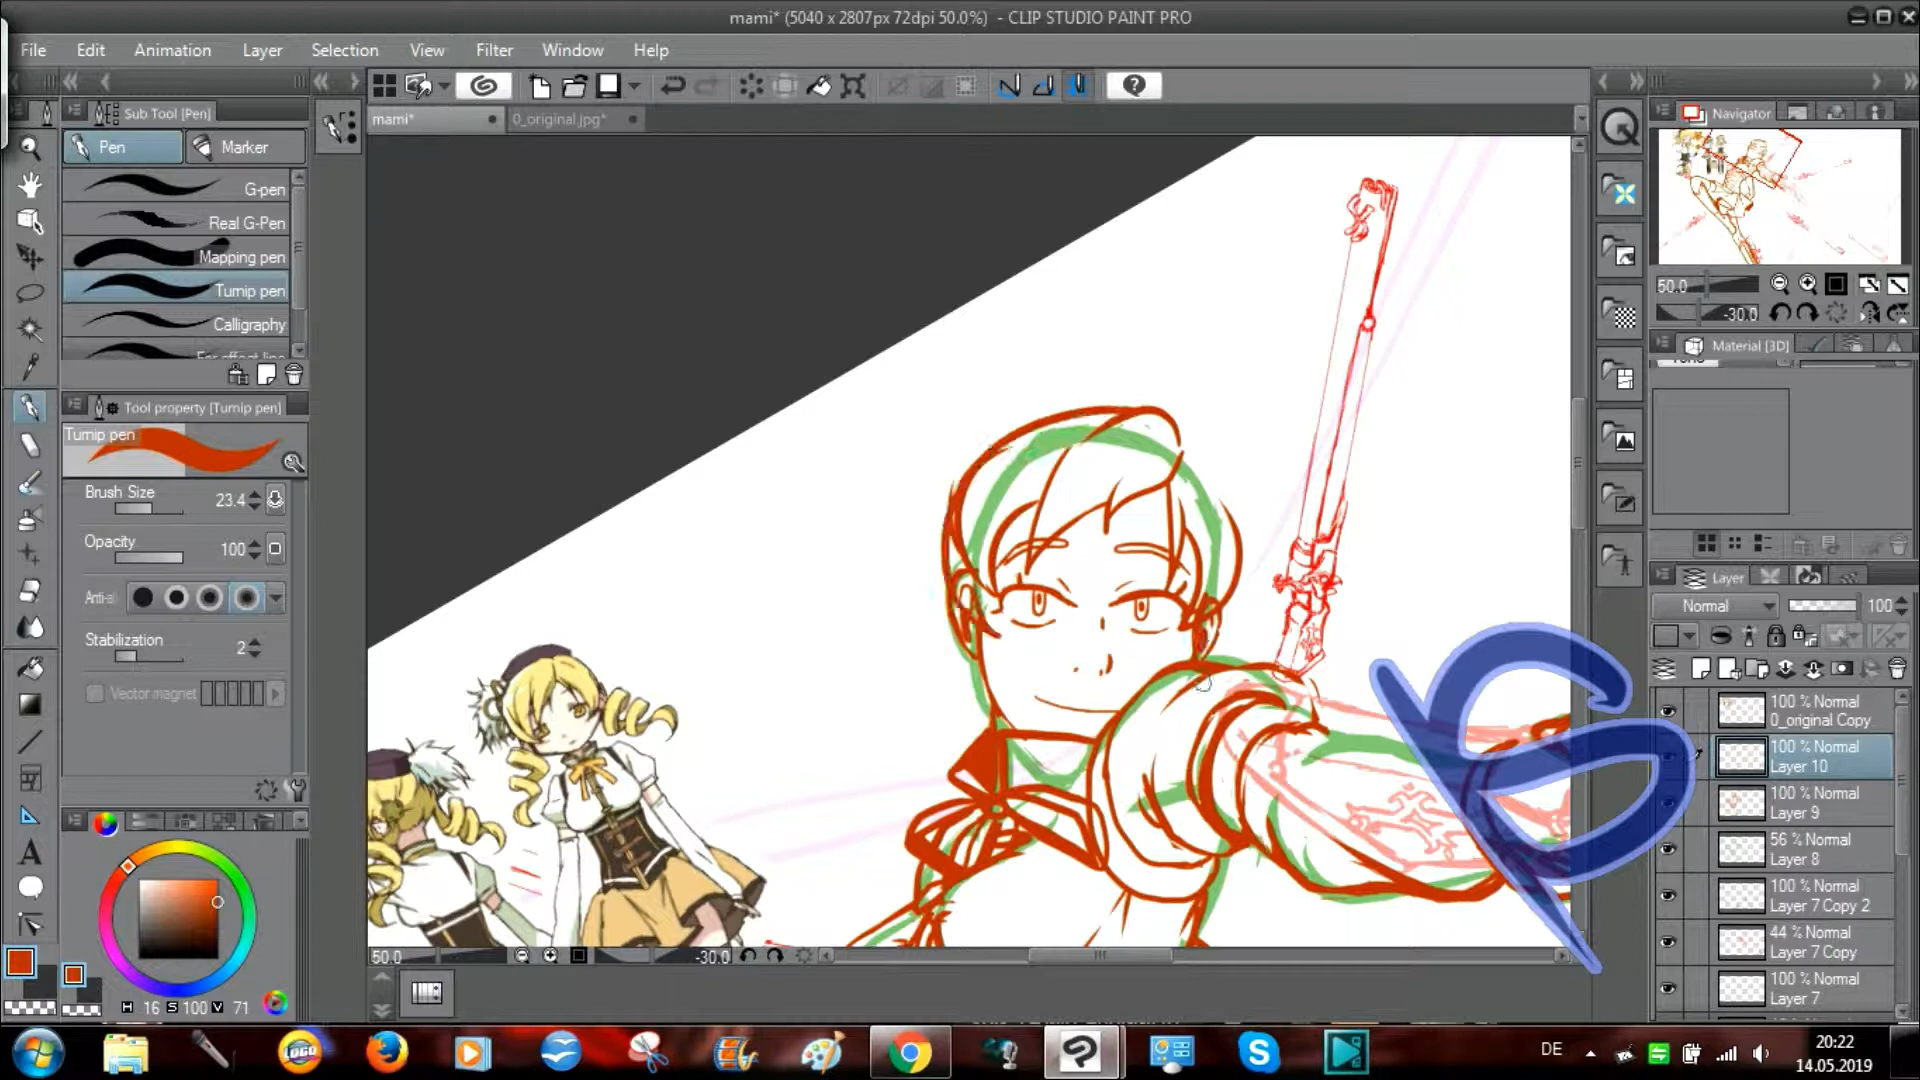 mami* (5040 x 2807px 72dpi 50.0%) - CLIP STUDIO PAINT PRO
File Edit Animation Layer Selection View Filter Window Help
Sub Tool [Pen]
mami* 0_original.jpg*
Navigator
Pen Marker
G-pen
Real G-Pen
Mapping pen
Turnip pen
Calligraphy
For effect line
50.0
-30.0
Material [3D]
Tool property [Turnip pen]
Turnip pen
Brush Size 23.4
Opacity 100
Anti-a
Stabilization 2
Vector magnet
Layer
Normal 100
100 % Normal
0_original Copy
100 % Normal
Layer 10
100 % Normal
Layer 9
56 % Normal
Layer 8
100 % Normal
Layer 7 Copy 2
44 % Normal
Layer 7 Copy
100 % Normal
Layer 7
50.0 -30.0
H 16 S 100 V 71
LOGO
DE
20:22
14.05.2019